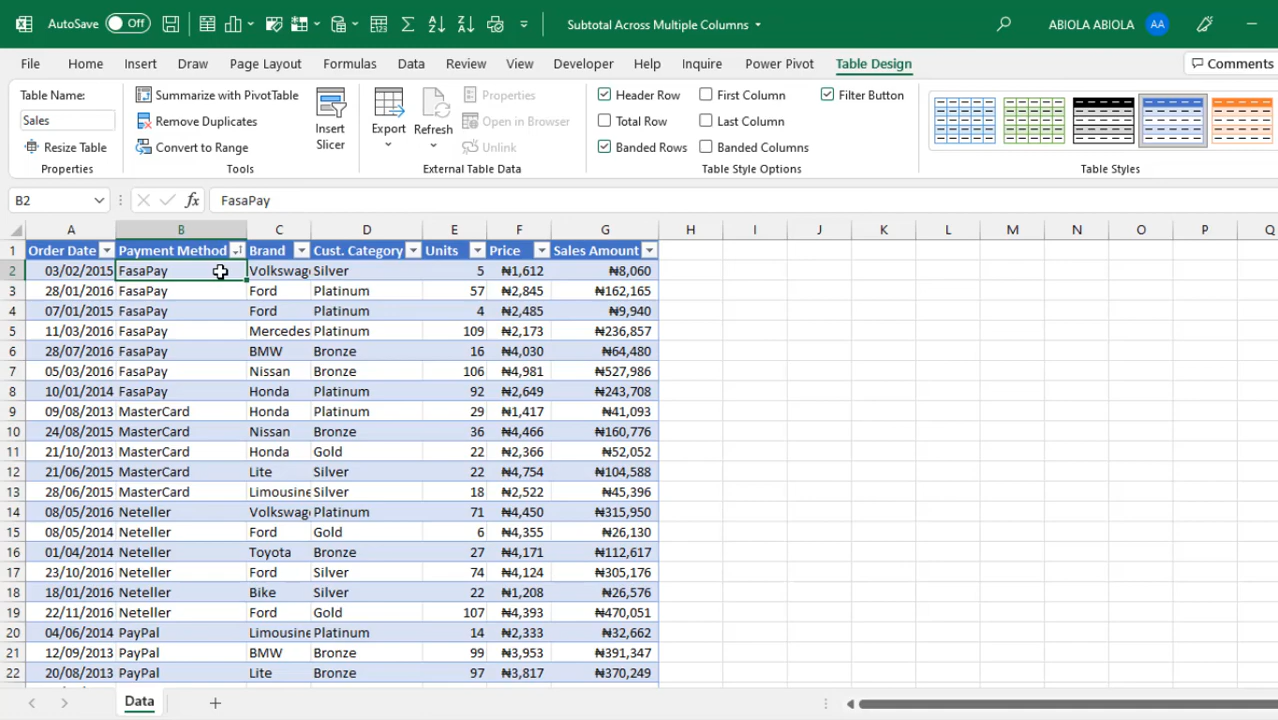 AutoSave Off Subtotal Across Multiple Columns ABIOLA ABIOLA AA
File Home Insert Draw Page Layout Formulas Data Review View Developer Help Inquire Power Pivot Table Design Comments
Table Name:
Sales
Resize Table
Properties
Summarize with PivotTable
Remove Duplicates
Convert to Range
Insert
Slicer
Tools
Export
Refresh
Properties
Open in Browser
Unlink
External Table Data
Header Row First Column Filter Button
Total Row Last Column
Banded Rows Banded Columns
Table Style Options
Table Styles
B2 fx FasaPay
A B C D E F G H I J K L M N O P Q
1 Order Date Payment Method Brand Cust. Category Units Price Sales Amount
2 03/02/2015 FasaPay Volkswag Silver 5 ₦1,612 ₦8,060
3 28/01/2016 FasaPay Ford Platinum 57 ₦2,845 ₦162,165
4 07/01/2015 FasaPay Ford Platinum 4 ₦2,485 ₦9,940
5 11/03/2016 FasaPay Mercedes Platinum 109 ₦2,173 ₦236,857
6 28/07/2016 FasaPay BMW Bronze 16 ₦4,030 ₦64,480
7 05/03/2016 FasaPay Nissan Bronze 106 ₦4,981 ₦527,986
8 10/01/2014 FasaPay Honda Platinum 92 ₦2,649 ₦243,708
9 09/08/2013 MasterCard Honda Platinum 29 ₦1,417 ₦41,093
10 24/08/2015 MasterCard Nissan Bronze 36 ₦4,466 ₦160,776
11 21/10/2013 MasterCard Honda Gold 22 ₦2,366 ₦52,052
12 21/06/2015 MasterCard Lite Silver 22 ₦4,754 ₦104,588
13 28/06/2015 MasterCard Limousine Silver 18 ₦2,522 ₦45,396
14 08/05/2016 Neteller Volkswag Platinum 71 ₦4,450 ₦315,950
15 08/05/2014 Neteller Ford Gold 6 ₦4,355 ₦26,130
16 01/04/2014 Neteller Toyota Bronze 27 ₦4,171 ₦112,617
17 23/10/2016 Neteller Ford Silver 74 ₦4,124 ₦305,176
18 18/01/2016 Neteller Bike Silver 22 ₦1,208 ₦26,576
19 22/11/2016 Neteller Ford Gold 107 ₦4,393 ₦470,051
20 04/06/2014 PayPal Limousine Platinum 14 ₦2,333 ₦32,662
21 12/09/2013 PayPal BMW Bronze 99 ₦3,953 ₦391,347
22 20/08/2013 PayPal Lite Bronze 97 ₦3,817 ₦370,249
Data